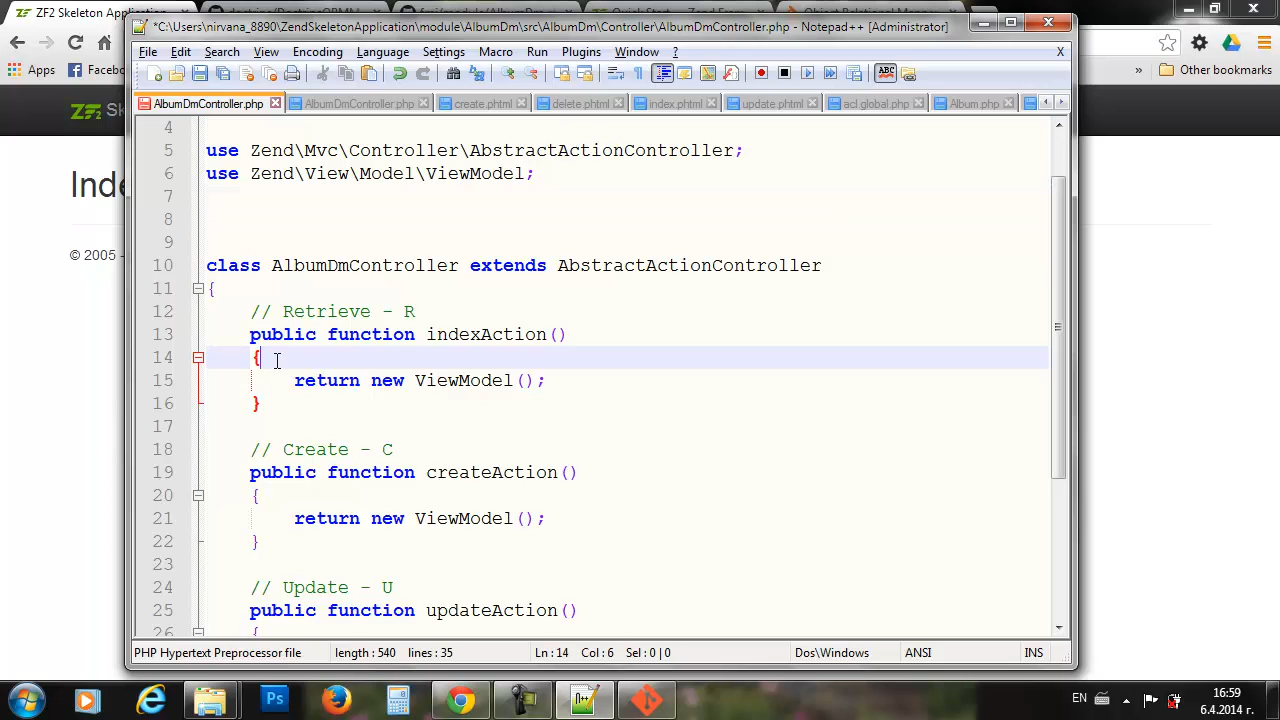 *C:\Users\nirvana_8890\ZendSkeletonApplication\module\AlbumDm\src\AlbumDm\Controller\AlbumDmController.php - Notepad++ [Administrator]
File Edit Search View Encoding Language Settings Macro Run Plugins Window ? X
AlbumDmController.php AlbumDmController.php create.phtml delete.phtml index.phtml update.phtml acl.global.php Album.php
Apps Facebo » Other bookmarks
ZF2 Sk
Inde
© 2005 -
4
5 use Zend\Mvc\Controller\AbstractActionController;
6 use Zend\View\Model\ViewModel;
7
8
9
10 class AlbumDmController extends AbstractActionController
11 {
12 // Retrieve - R
13 public function indexAction()
14 {
15 return new ViewModel();
16 }
17
18 // Create - C
19 public function createAction()
20 {
21 return new ViewModel();
22 }
23
24 // Update - U
25 public function updateAction()
26 {
PHP Hypertext Preprocessor file length : 540 lines : 35 Ln : 14 Col : 6 Sel : 0 | 0 Dos\Windows ANSI INS
EN 16:59
6.4.2014 г.